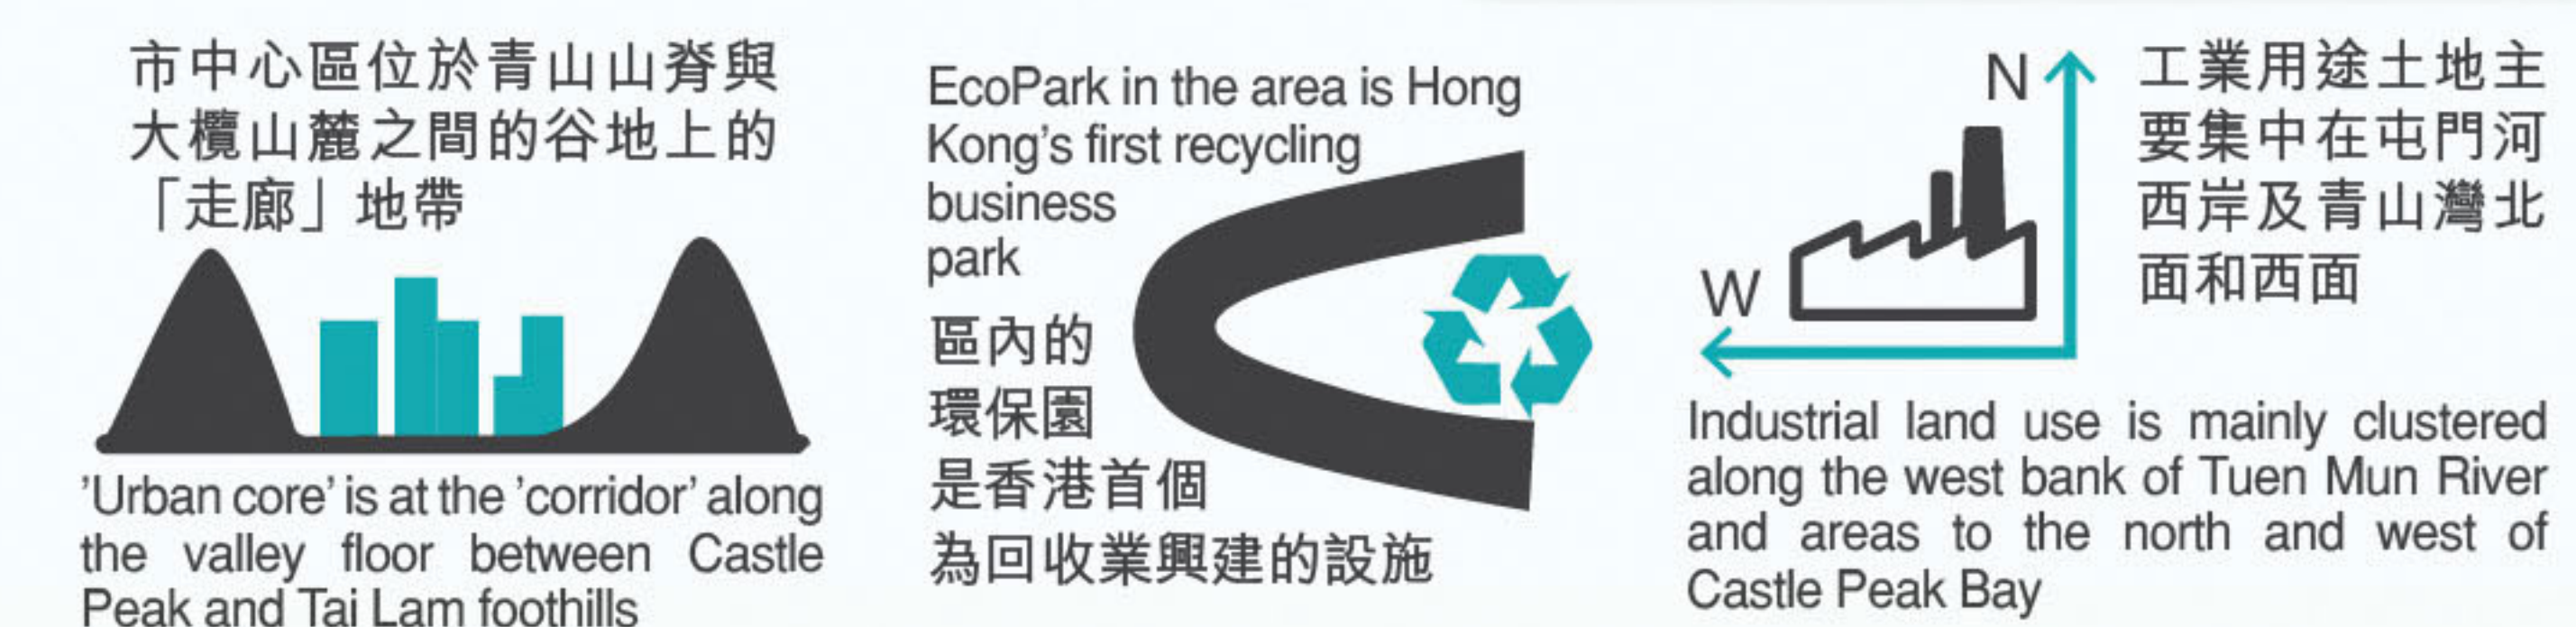 市中心區位於青山山脊與
大欖山麓之間的谷地上的
「走廊」地帶
'Urban core' is at the 'corridor' along
the valley floor between Castle
Peak and Tai Lam foothills
EcoPark in the area is Hong
Kong's first recycling
business
park
區內的
環保園
是香港首個
為回收業興建的設施
N
W
工業用途土地主
要集中在屯門河
西岸及青山灣北
面和西面
Industrial land use is mainly clustered
along the west bank of Tuen Mun River
and areas to the north and west of
Castle Peak Bay